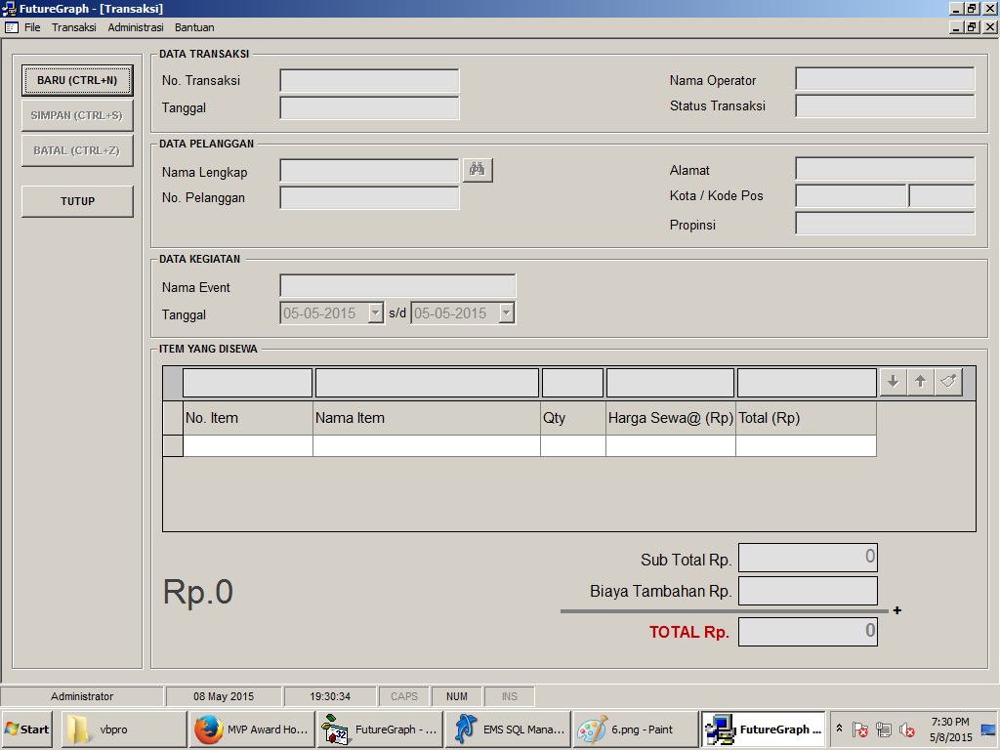 FutureGraph - [Transaksi]
File Transaksi Administrasi Bantuan
BARU (CTRL+N)
SIMPAN (CTRL+S)
BATAL (CTRL+Z)
TUTUP
DATA TRANSAKSI
No. Transaksi
Nama Operator
Tanggal
Status Transaksi
DATA PELANGGAN
Nama Lengkap
Alamat
No. Pelanggan
Kota / Kode Pos
Propinsi
DATA KEGIATAN
Nama Event
Tanggal 05-05-2015 s/d 05-05-2015
ITEM YANG DISEWA
No. Item Nama Item Qty Harga Sewa@ (Rp) Total (Rp)
Sub Total Rp. 0
Rp.0
Biaya Tambahan Rp.
+
TOTAL Rp. 0
Administrator 08 May 2015 19:30:34 CAPS NUM INS
Start vbpro MVP Award Ho... FutureGraph - ... EMS SQL Mana... 6.png - Paint FutureGraph ... 7:30 PM
5/8/2015